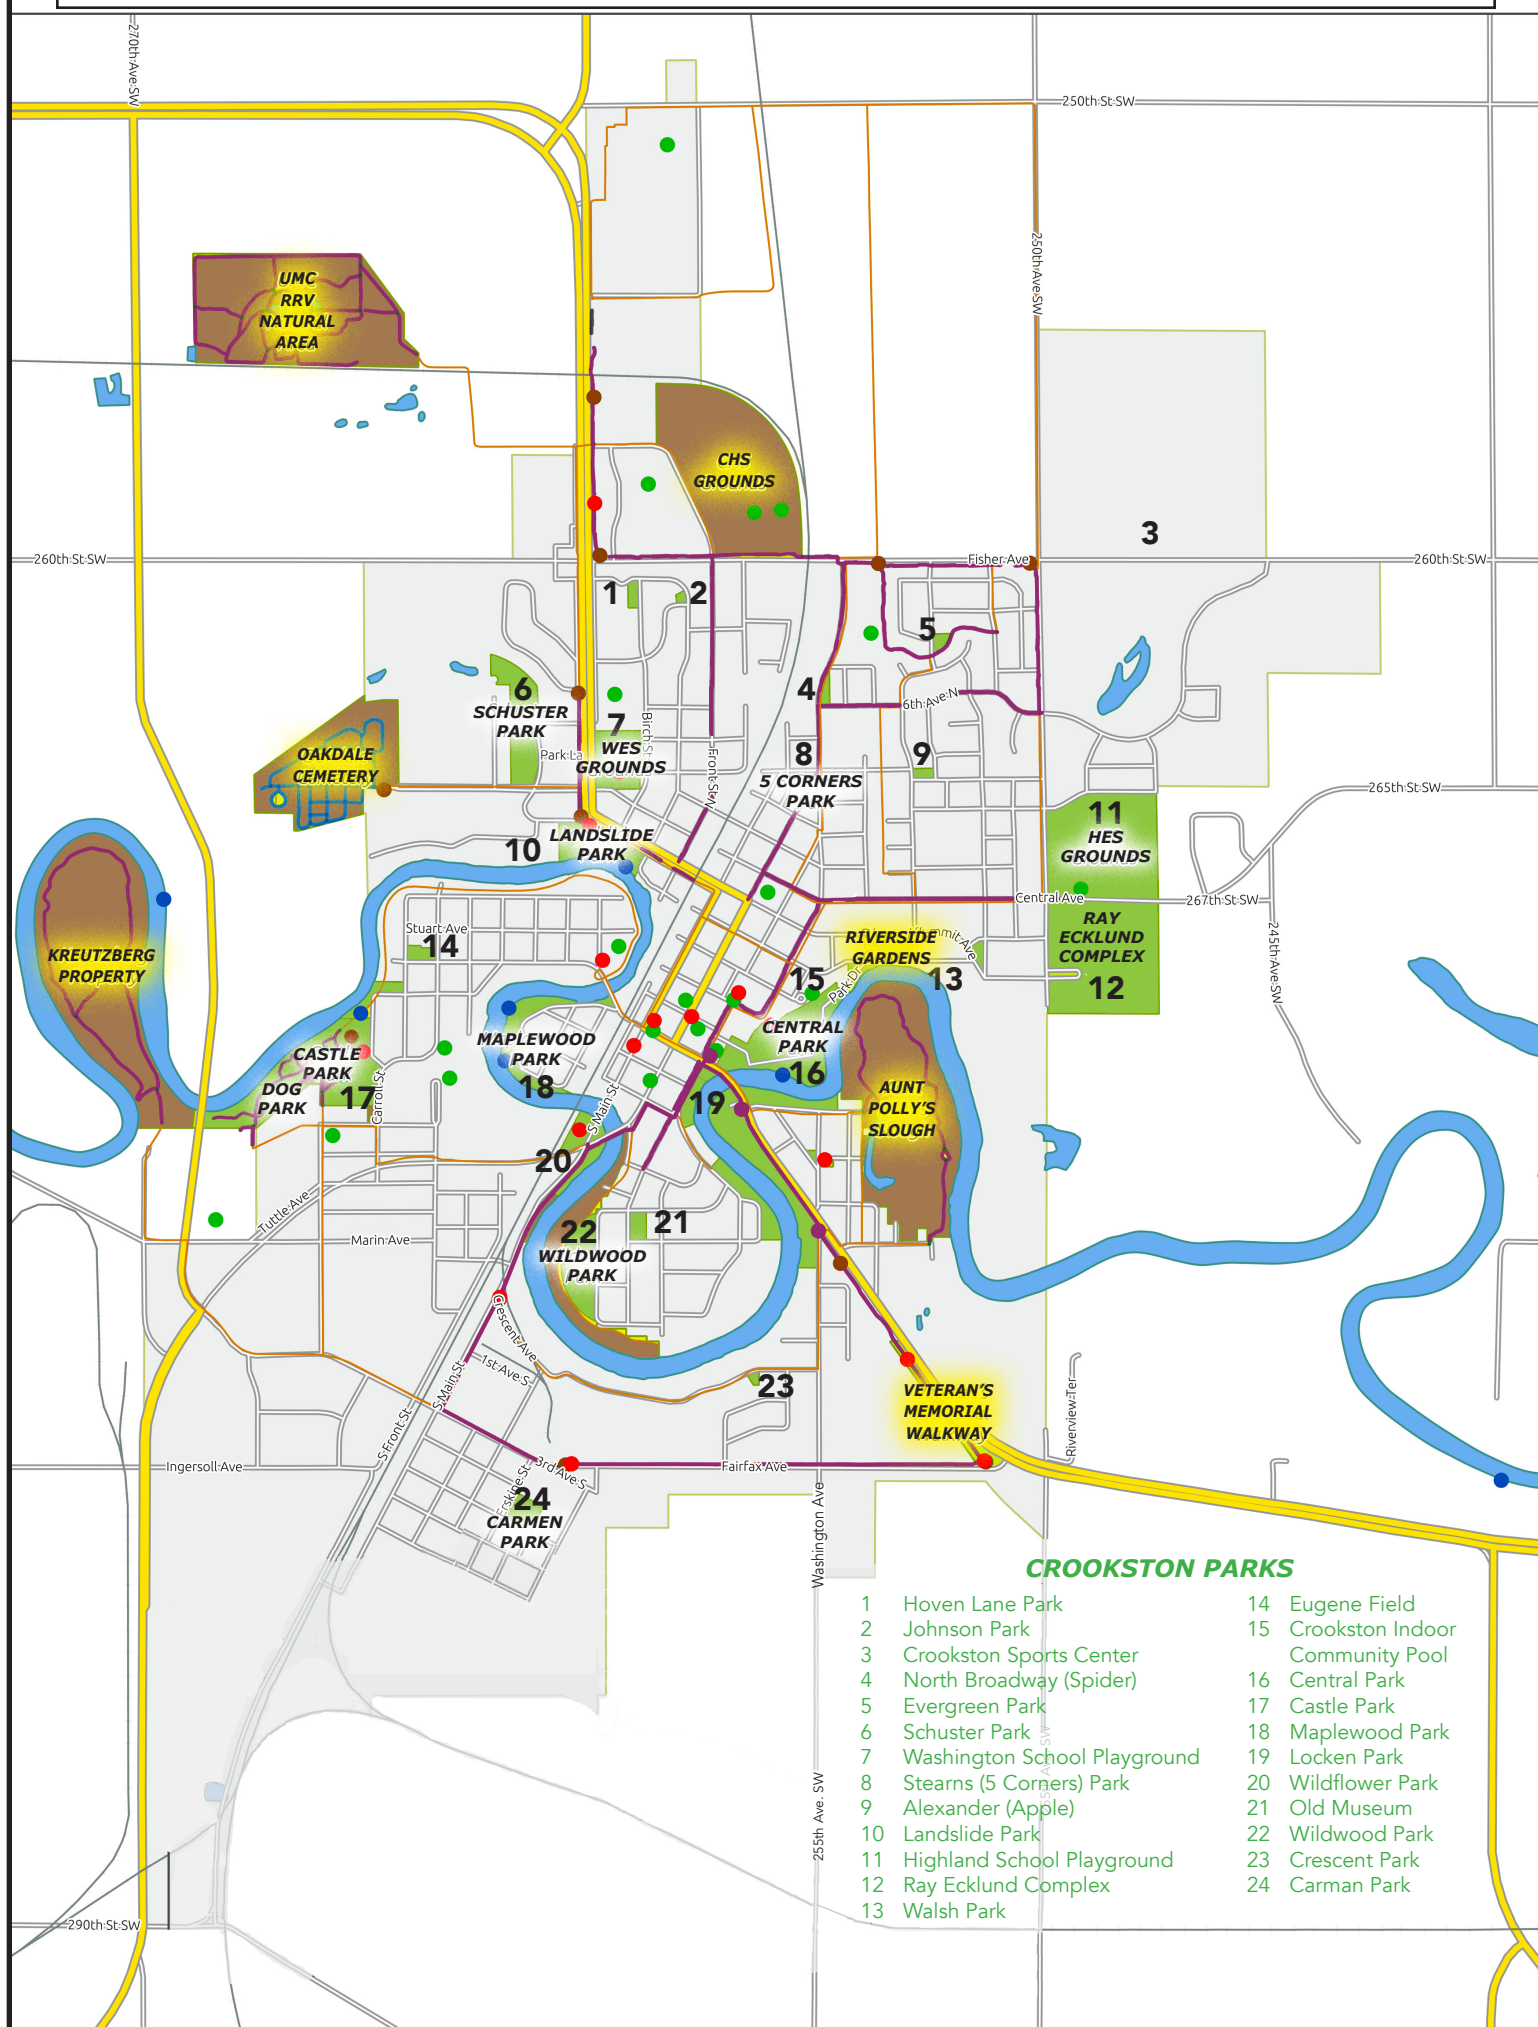 270th Ave SW
250th St SW
250th Ave SW
UMC
RRV
NATURAL
AREA
CHS
GROUNDS
3
260th St SW
Fisher Ave
260th St SW
1
2
5
6
SCHUSTER
PARK
4
6th Ave N
7
WES
GROUNDS
Birch St
Park La
Front St N
OAKDALE
CEMETERY
8
5 CORNERS
PARK
9
265th St SW
11
HES
GROUNDS
10
LANDSLIDE
PARK
Central Ave
267th St SW
RAY
ECKLUND
COMPLEX
12
245th Ave SW
Stuart Ave
14
RIVERSIDE
GARDENS
Summit Ave
13
KREUTZBERG
PROPERTY
15
Park Dr
CENTRAL
PARK
16
MAPLEWOOD
PARK
18
CASTLE
PARK
DOG
PARK
17
Carroll St
S Main St
19
AUNT
POLLY'S
SLOUGH
20
Tuttle Ave
Marin Ave
22
WILDWOOD
PARK
21
Crescent Ave
1st Ave S
S Main St
23
VETERAN'S
MEMORIAL
WALKWAY
Riverview Ter
S Front St
Ingersoll Ave
3rd Ave S
Fairfax Ave
Erskine St
24
CARMEN
PARK
Washington Ave
255th Ave. SW
290th St SW
CROOKSTON PARKS
1 Hoven Lane Park
2 Johnson Park
3 Crookston Sports Center
4 North Broadway (Spider)
5 Evergreen Park
6 Schuster Park
7 Washington School Playground
8 Stearns (5 Corners) Park
9 Alexander (Apple)
10 Landslide Park
11 Highland School Playground
12 Ray Ecklund Complex
13 Walsh Park
14 Eugene Field
15 Crookston Indoor
Community Pool
16 Central Park
17 Castle Park
18 Maplewood Park
19 Locken Park
20 Wildflower Park
21 Old Museum
22 Wildwood Park
23 Crescent Park
24 Carman Park